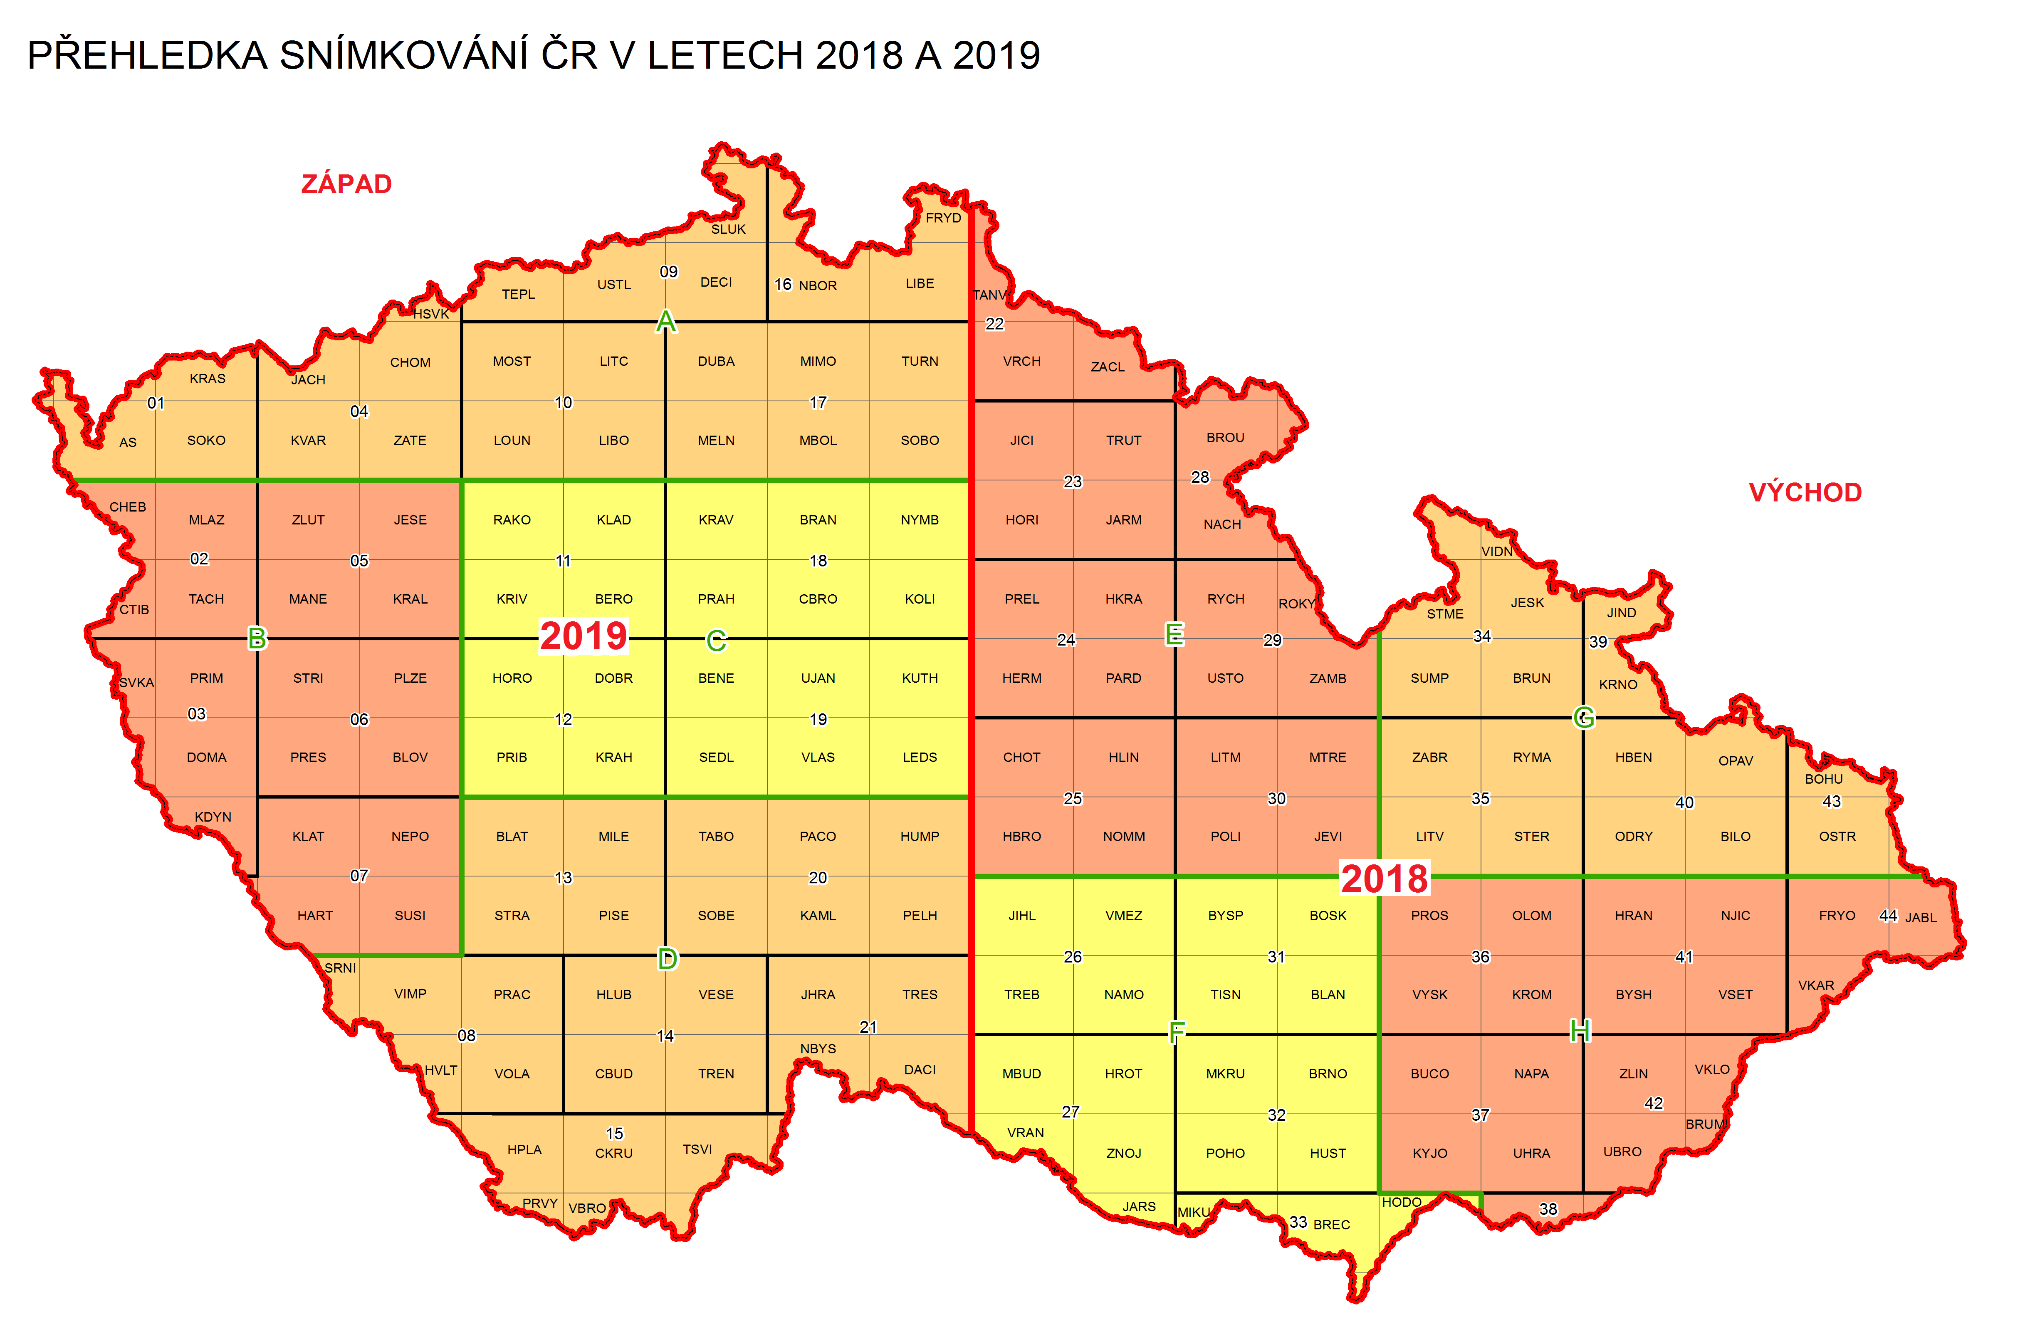 PŘEHLEDKA SNÍMKOVÁNÍ ČR V LETECH 2018 A 2019
ZÁPAD
FRYD
SLUK
09 DECI 16 NBOR LIBE
TEPL USTL TANV
HSVK A 22
CHOM MOST LITC DUBA MIMO TURN VRCH ZACL
KRAS JACH
01 04 10 17
AS SOKO KVAR ZATE LOUN LIBO MELN MBOL SOBO JICI TRUT BROU
23 28
VÝCHOD
CHEB MLAZ ZLUT JESE RAKO KLAD KRAV BRAN NYMB HORI JARM NACH
02 05 11 18 VIDN
CTIB TACH MANE KRAL KRIV BERO PRAH CBRO KOLI PREL HKRA RYCH ROKY STME JESK JIND
B 2019 C 24 E 29 34 39
SVKA PRIM STRI PLZE HORO DOBR BENE UJAN KUTH HERM PARD USTO ZAMB SUMP BRUN KRNO
03 06 12 19 G
DOMA PRES BLOV PRIB KRAH SEDL VLAS LEDS CHOT HLIN LITM MTRE ZABR RYMA HBEN OPAV BOHU
25 30 35 40 43
KDYN KLAT NEPO BLAT MILE TABO PACO HUMP HBRO NOMM POLI JEVI LITV STER ODRY BILO OSTR
07 13 20 2018
HART SUSI STRA PISE SOBE KAML PELH JIHL VMEZ BYSP BOSK PROS OLOM HRAN NJIC FRYO 44 JABL
D 26 31 36 41
SRNI VIMP PRAC HLUB VESE JHRA TRES TREB NAMO TISN BLAN VYSK KROM BYSH VSET VKAR
08 14 21 F H
NBYS
HVLT VOLA CBUD TREN DACI MBUD HROT MKRU BRNO BUCO NAPA ZLIN VKLO
27 32 37 42
15 VRAN BRUM
HPLA CKRU TSVI ZNOJ POHO HUST KYJO UHRA UBRO
PRVY VBRO JARS MIKU 33 BREC HODO 38